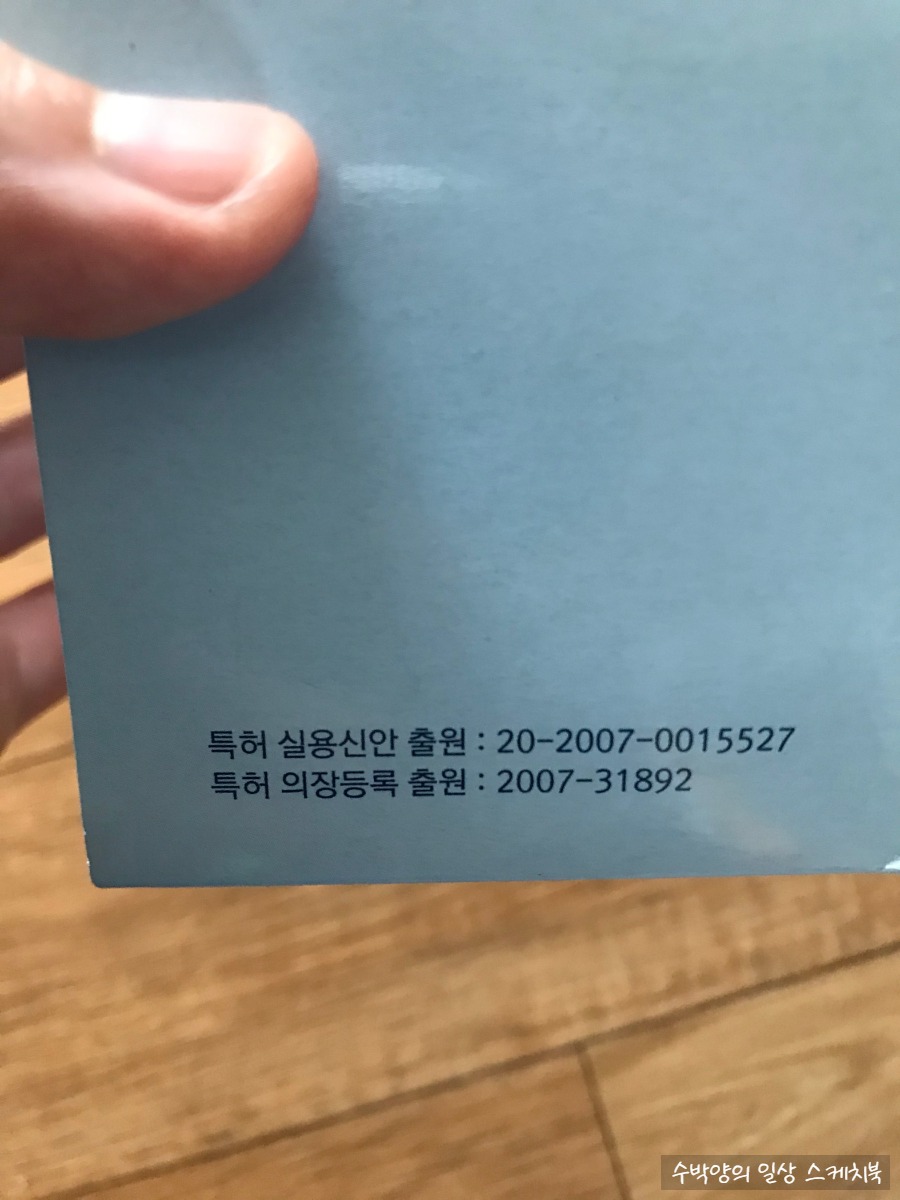 특허 실용신안 출원 : 20-2007-0015527
특허 의장등록 출원 : 2007-31892
수박양의 일상 스케치북